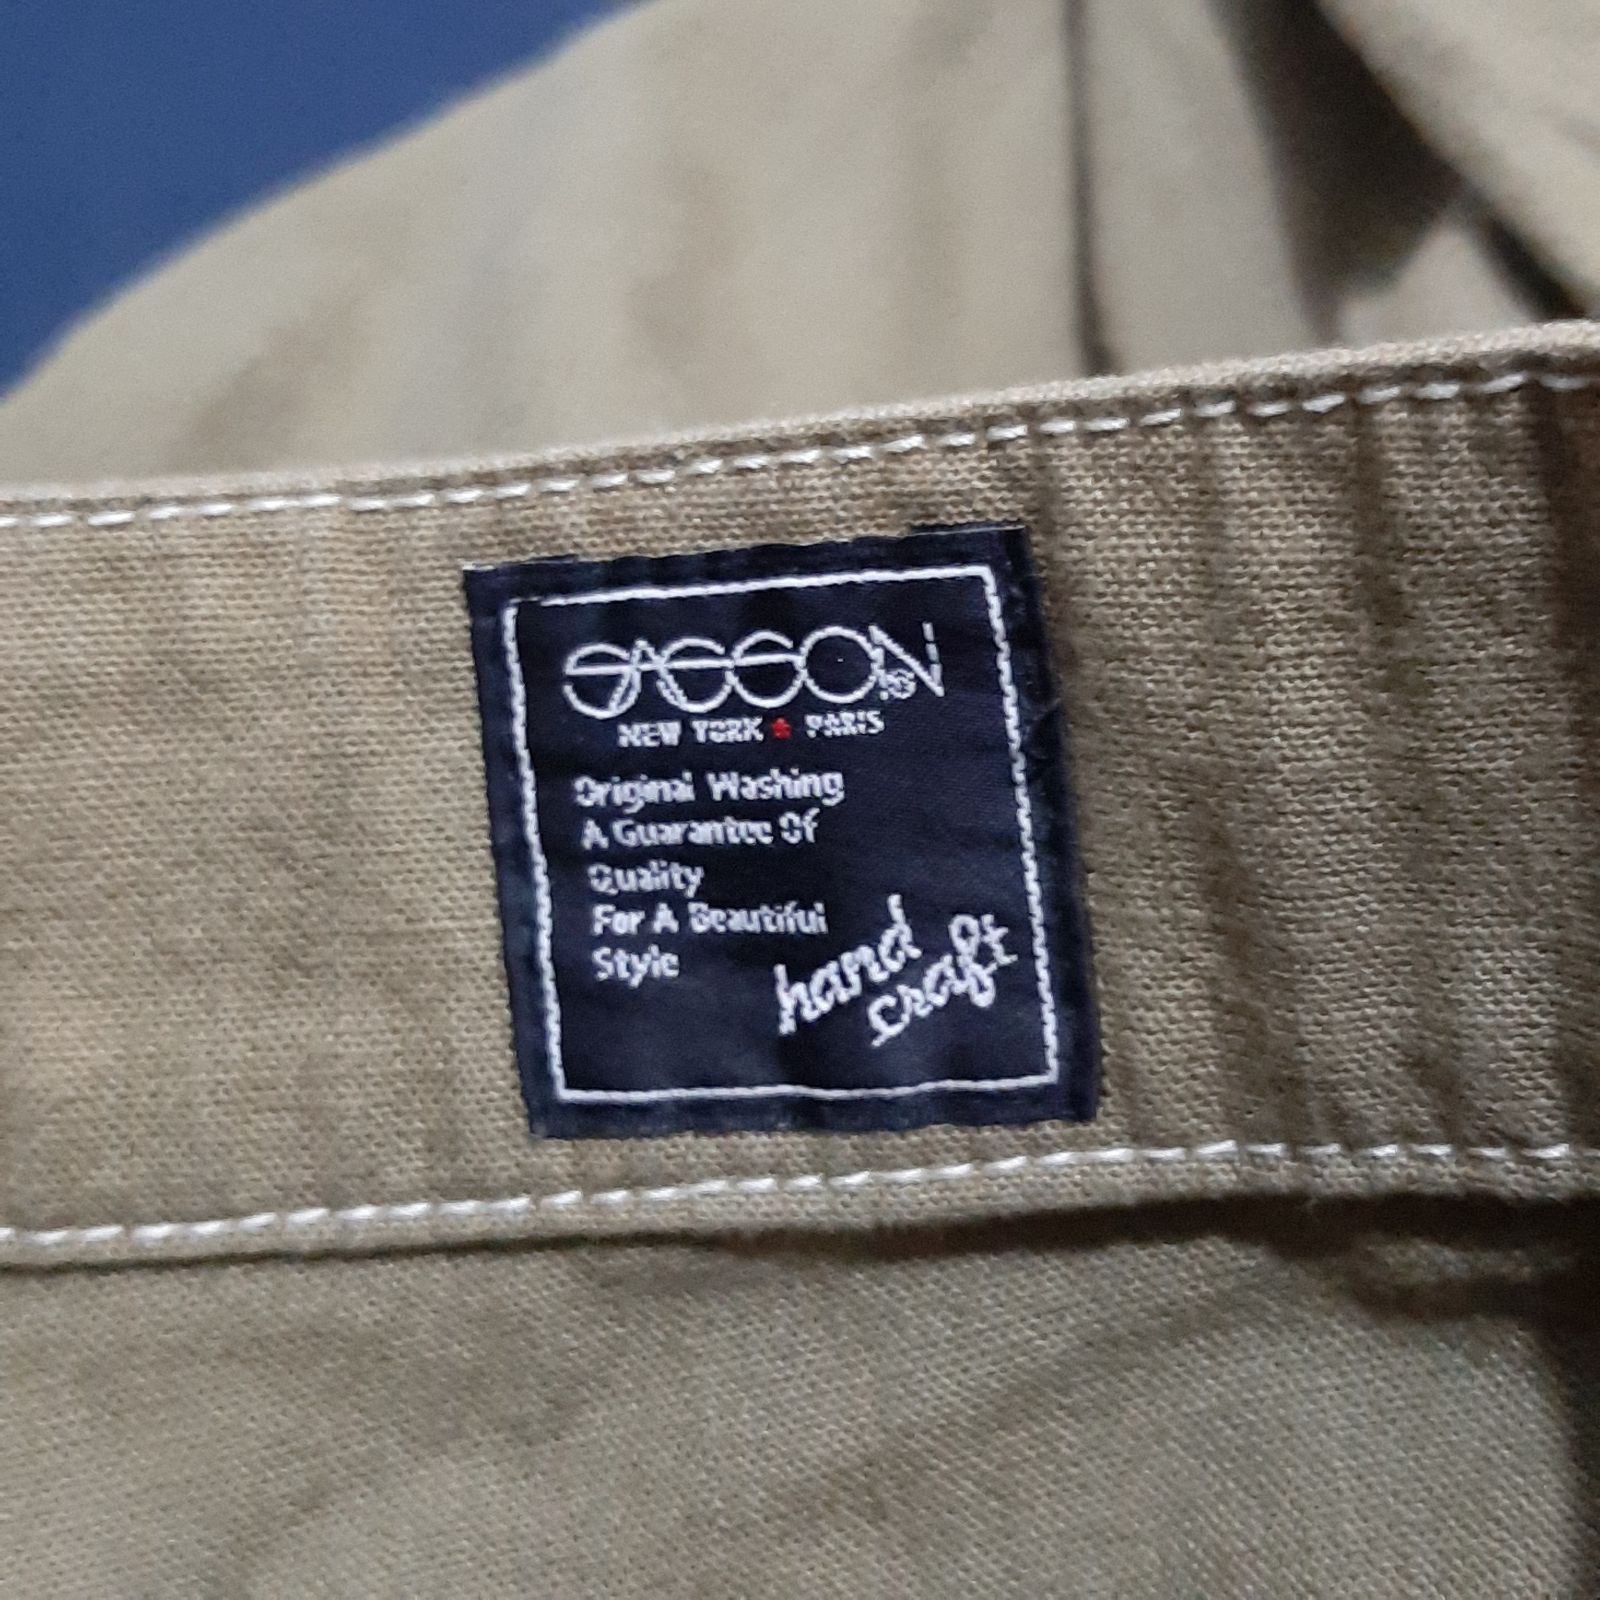 SASSON
NEW YORK ★ PARIS
Original Washing
A Guarantee Of
Quality
For A Beautiful
Style
hand
craft